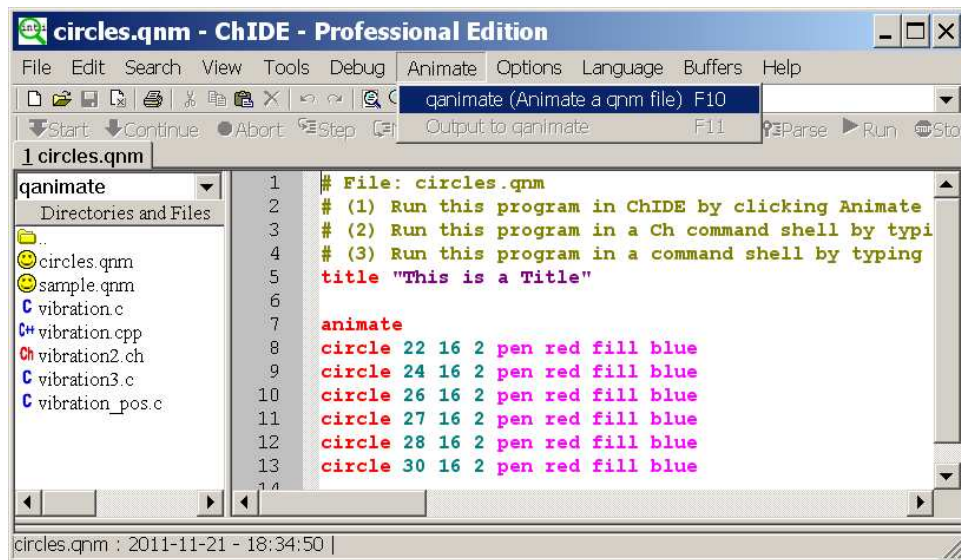 circles.qnm - ChIDE - Professional Edition
File Edit Search View Tools Debug Animate Options Language Buffers Help
qanimate (Animate a qnm file) F10
Output to qanimate F11
Start Continue Abort Step Parse Run Sto
1 circles.qnm
qanimate
Directories and Files
..
circles.qnm
sample.qnm
C vibration.c
C++ vibration.cpp
Ch vibration2.ch
C vibration3.c
C vibration_pos.c
1 # File: circles.qnm
2 # (1) Run this program in ChIDE by clicking Animate
3 # (2) Run this program in a Ch command shell by typi
4 # (3) Run this program in a command shell by typing
5 title "This is a Title"
6
7 animate
8 circle 22 16 2 pen red fill blue
9 circle 24 16 2 pen red fill blue
10 circle 26 16 2 pen red fill blue
11 circle 27 16 2 pen red fill blue
12 circle 28 16 2 pen red fill blue
13 circle 30 16 2 pen red fill blue
14
circles.qnm : 2011-11-21 - 18:34:50 |